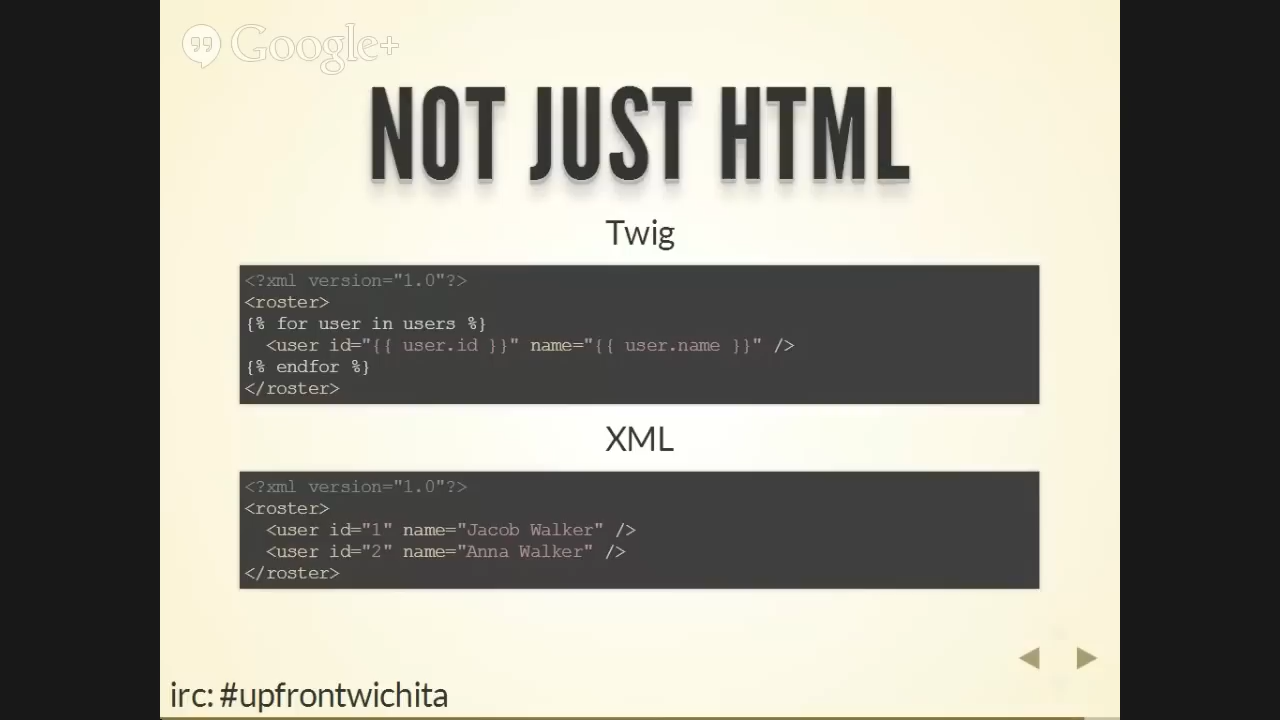 Google+
NOT JUST HTML
Twig
<?xml version="1.0"?>
<roster>
{% for user in users %}
  <user id="{{ user.id }}" name="{{ user.name }}" />
{% endfor %}
</roster>
XML
<?xml version="1.0"?>
<roster>
  <user id="1" name="Jacob Walker" />
  <user id="2" name="Anna Walker" />
</roster>
irc: #upfrontwichita